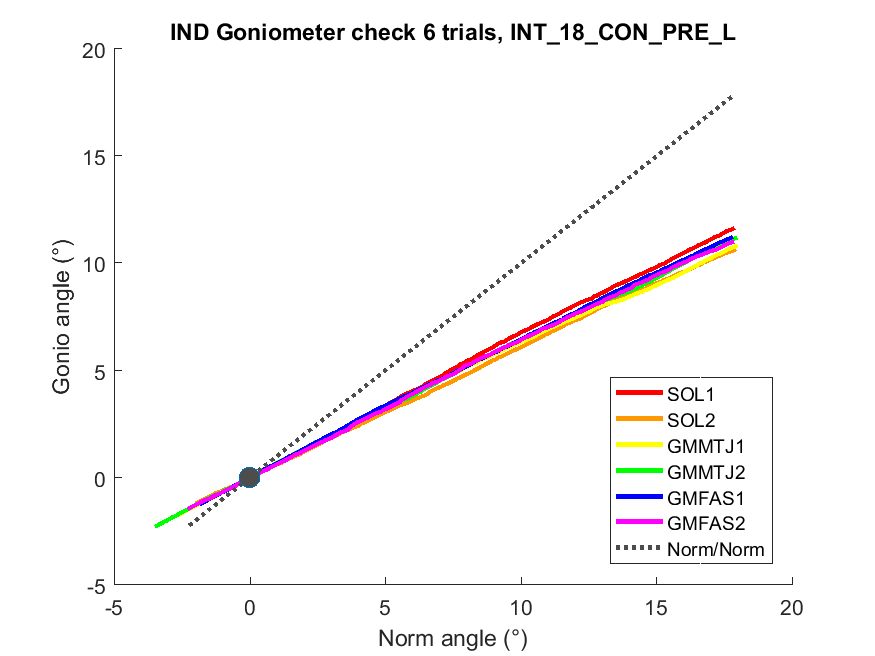 IND Goniometer check 6 trials, INT_18_CON_PRE_L
20
15
10
5
0
-5
Gonio angle (°)
-5
0
5
10
15
20
Norm angle (°)
SOL1
SOL2
GMMTJ1
GMMTJ2
GMFAS1
GMFAS2
Norm/Norm